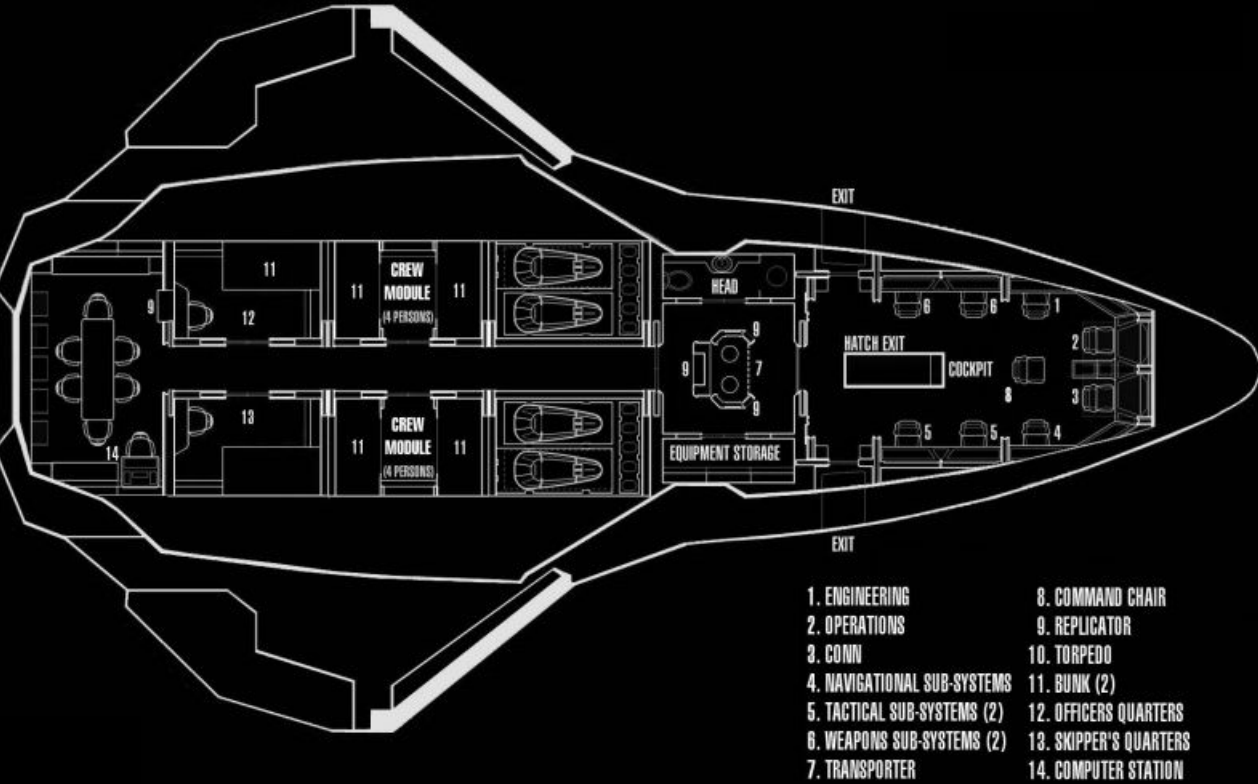 EXIT
11
CREW
MODULE
(4 PERSONS)
11
11
HEAD
9
12
6
6
1
9
2
HATCH EXIT
9
7
COCKPIT
8
3
9
13
5
5
4
CREW
MODULE
(4 PERSONS)
11
11
14
EQUIPMENT STORAGE
EXIT
1. ENGINEERING
2. OPERATIONS
3. CONN
4. NAVIGATIONAL SUB-SYSTEMS
5. TACTICAL SUB-SYSTEMS (2)
6. WEAPONS SUB-SYSTEMS (2)
7. TRANSPORTER
8. COMMAND CHAIR
9. REPLICATOR
10. TORPEDO
11. BUNK (2)
12. OFFICERS QUARTERS
13. SKIPPER'S QUARTERS
14. COMPUTER STATION